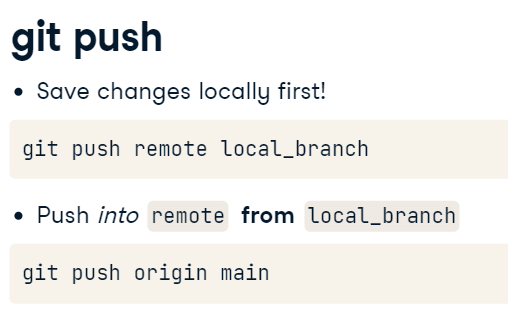 git push
• Save changes locally first!
git push remote local_branch
• Push into remote from local_branch
git push origin main